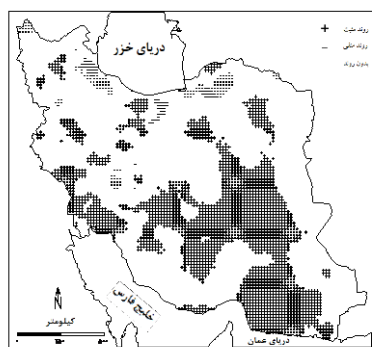 دریای خزر
+ روند مثبت
– روند منفی
بدون روند
خلیج فارس
N
کیلومتر
دریای عمان